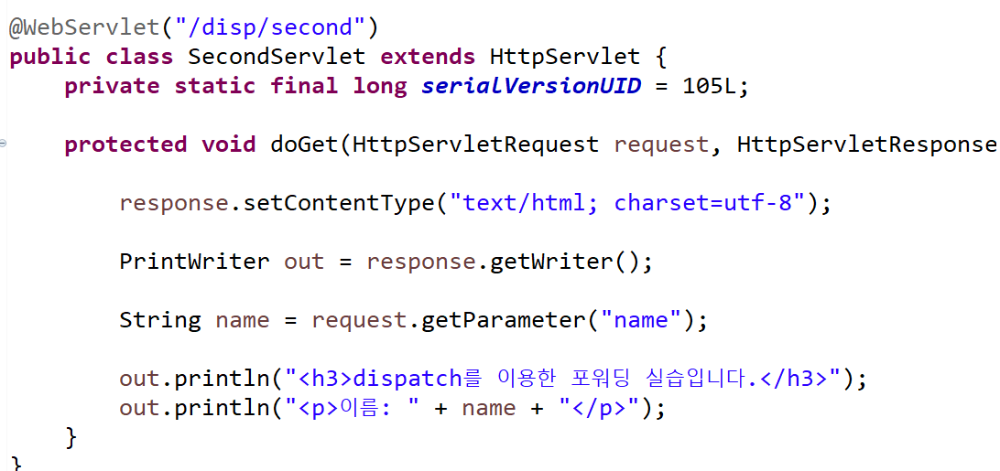 @WebServlet("/disp/second")
public class SecondServlet extends HttpServlet {
private static final long serialVersionUID = 105L;
protected void doGet(HttpServletRequest request, HttpServletResponse
response.setContentType("text/html; charset=utf-8");
PrintWriter out = response.getWriter();
String name = request.getParameter("name");
out.println("<h3>dispatch를 이용한 포워딩 실습입니다.</h3>");
out.println("<p>이름: " + name + "</p>");
}
}